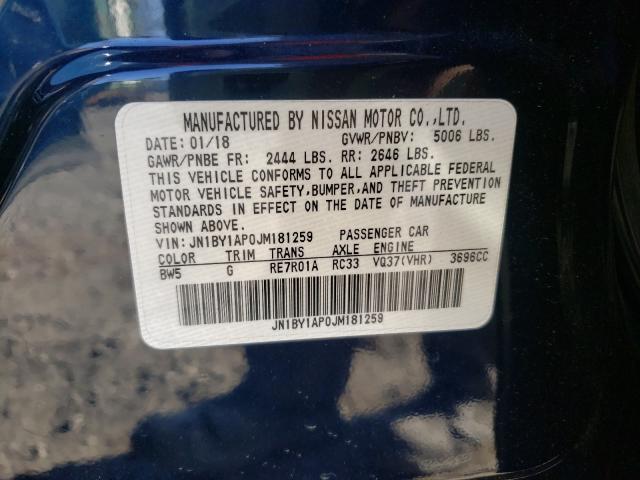 MANUFACTURED BY NISSAN MOTOR CO.,LTD.
DATE: 01/18 GVWR/PNBV: 5006 LBS.
GAWR/PNBE FR: 2444 LBS. RR: 2646 LBS.
THIS VEHICLE CONFORMS TO ALL APPLICABLE FEDERAL
MOTOR VEHICLE SAFETY,BUMPER,AND THEFT PREVENTION
STANDARDS IN EFFECT ON THE DATE OF MANUFACTURE
SHOWN ABOVE.
VIN: JN1BY1AP0JM181259 PASSENGER CAR
COLOR TRIM TRANS AXLE ENGINE
BW5 G RE7R01A RC33 VQ37(VHR) 3696CC
JN1BY1AP0JM181259